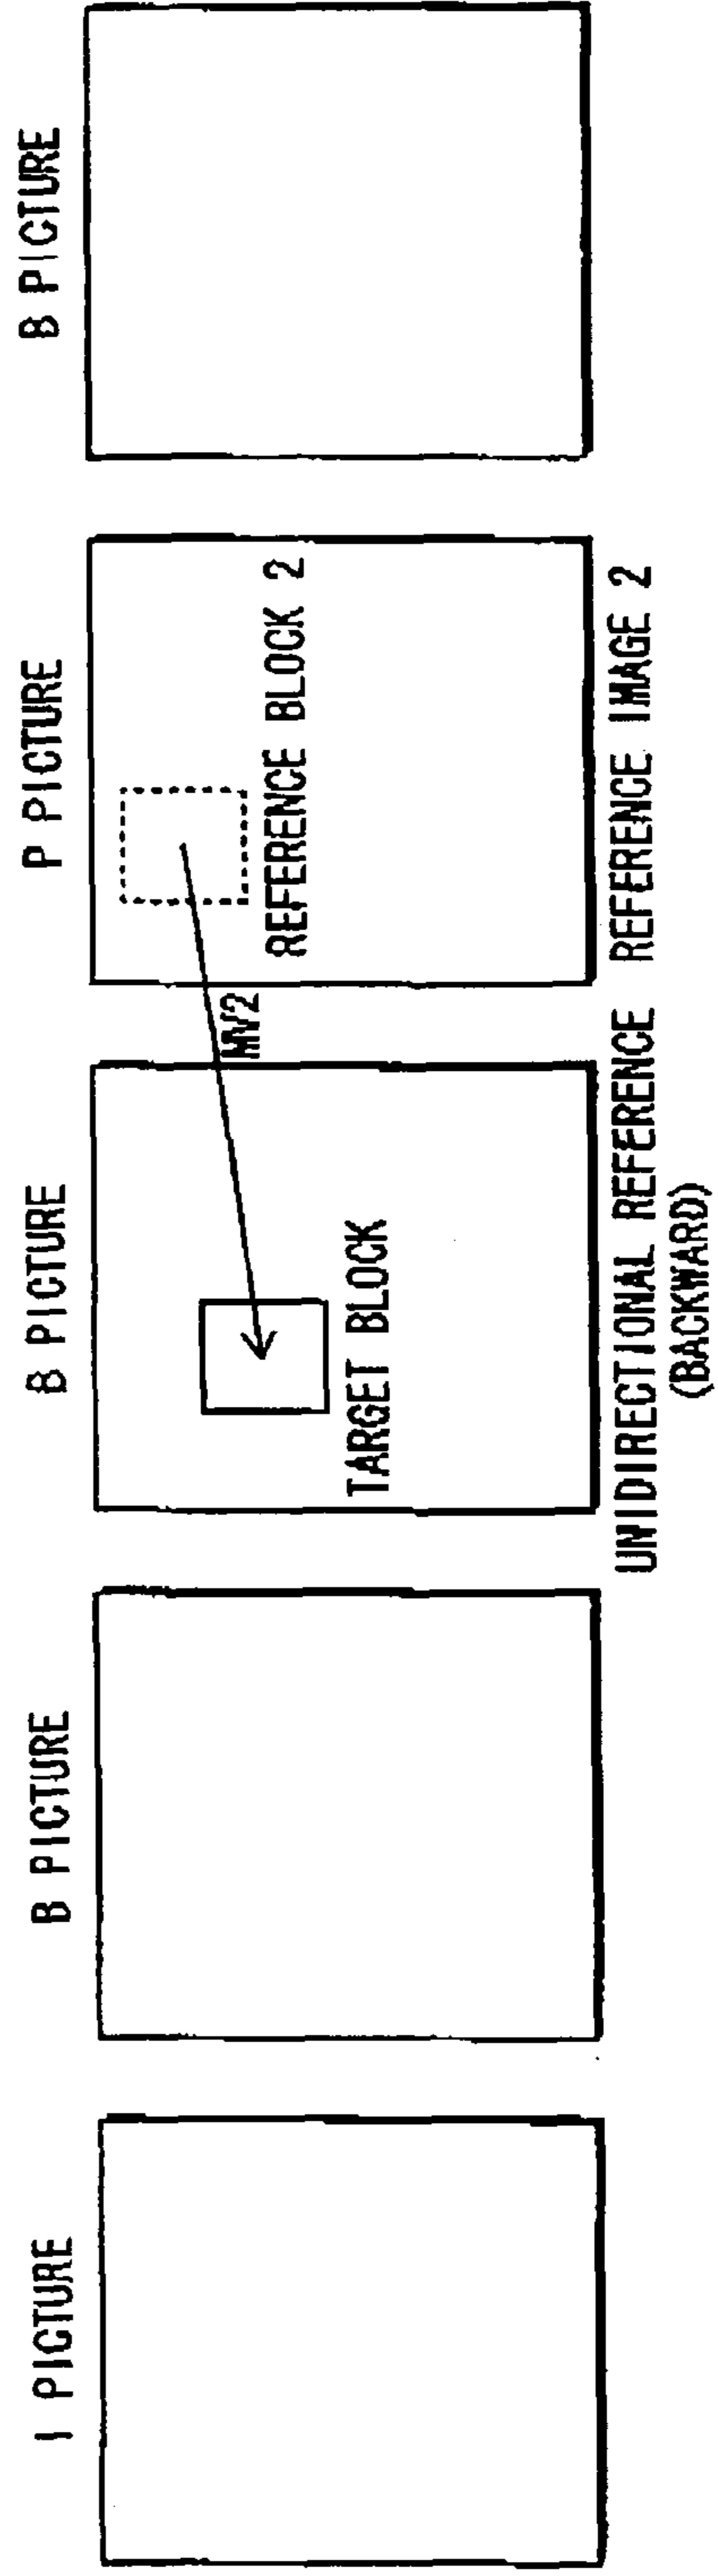 I PICTURE
B PICTURE
B PICTURE
P PICTURE
B PICTURE
MV2
TARGET BLOCK
REFERENCE BLOCK 2
UNIDIRECTIONAL REFERENCE
(BACKWARD)
REFERENCE IMAGE 2